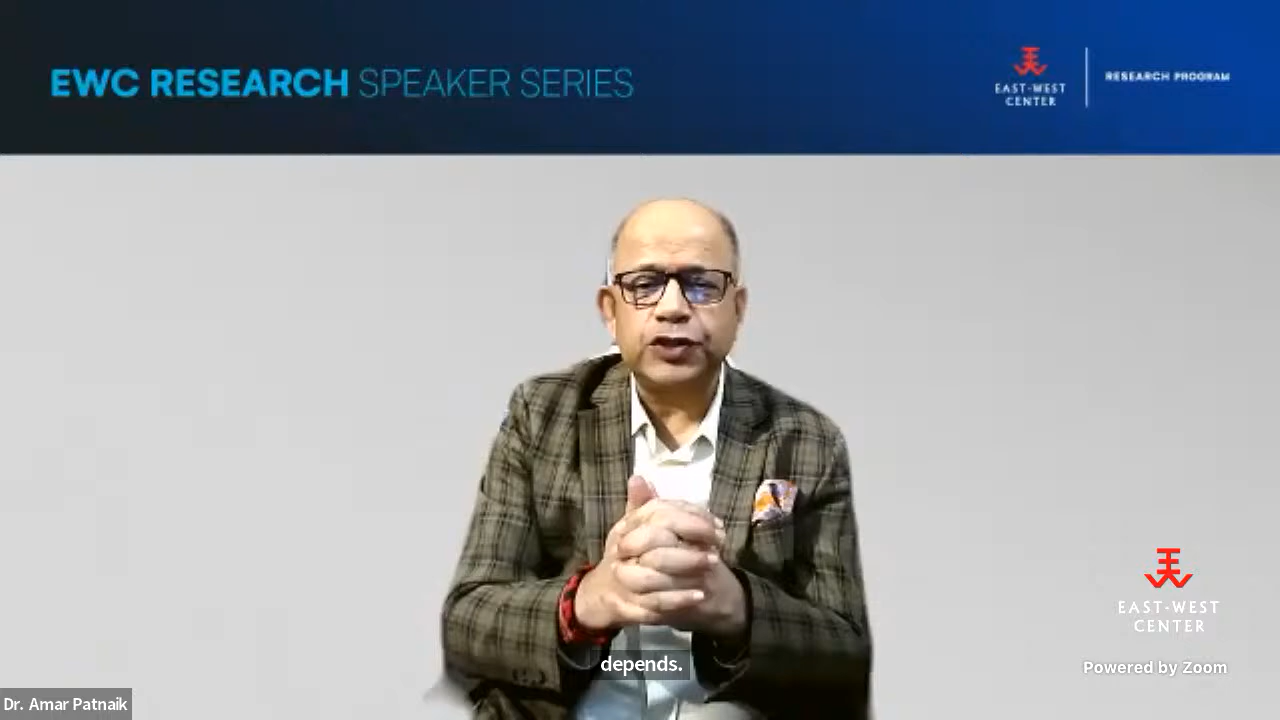 EWC RESEARCH SPEAKER SERIES
EAST-WEST
CENTER
RESEARCH PROGRAM
EAST-WEST
CENTER
depends.
Powered by Zoom
Dr. Amar Patnaik